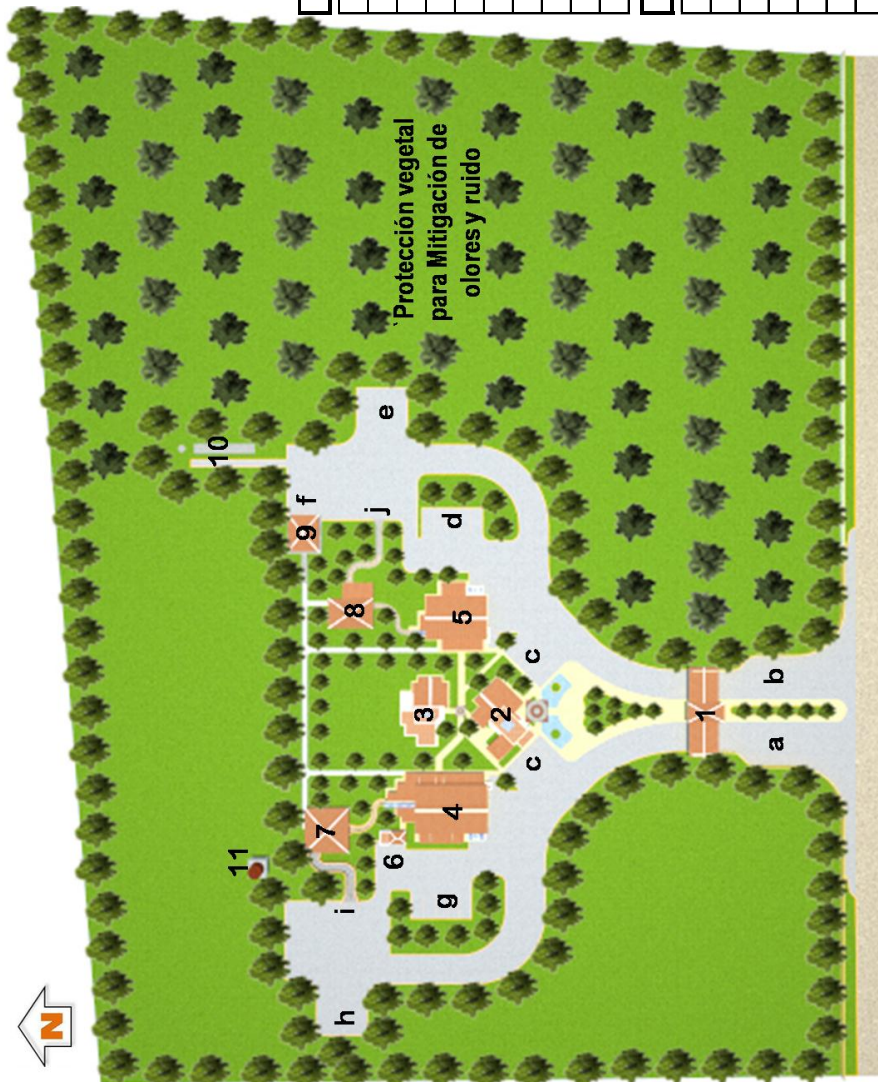 N
Protección vegetal
para Mitigación de
olores y ruido
10
e
f
9
j
d
8
5
11
7
3
2
c
c
1
b
a
4
6
i
g
h